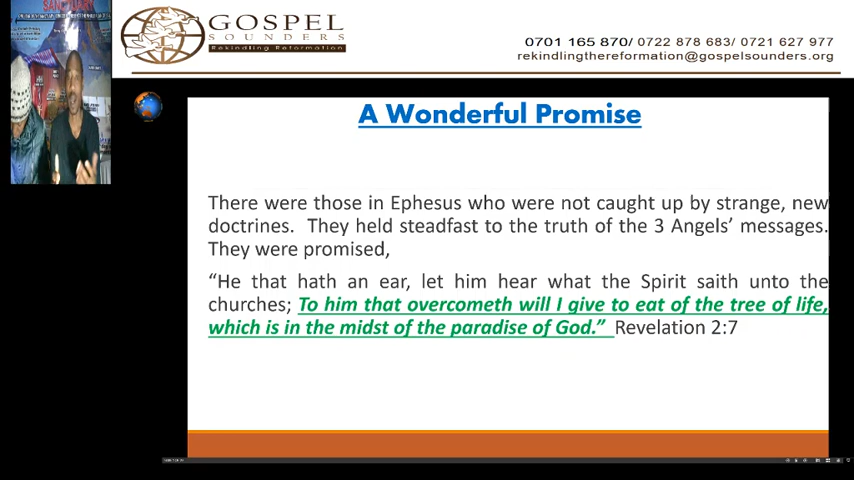 SANCTUARY
GOSPEL
SOUNDERS
Rekindling Reformation
0701 165 870/ 0722 878 683/ 0721 627 977
rekindlingthereformation@gospelsounders.org
A Wonderful Promise
There were those in Ephesus who were not caught up by strange, new
doctrines. They held steadfast to the truth of the 3 Angels’ messages.
They were promised,
“He that hath an ear, let him hear what the Spirit saith unto the
churches; To him that overcometh will I give to eat of the tree of life,
which is in the midst of the paradise of God.” Revelation 2:7